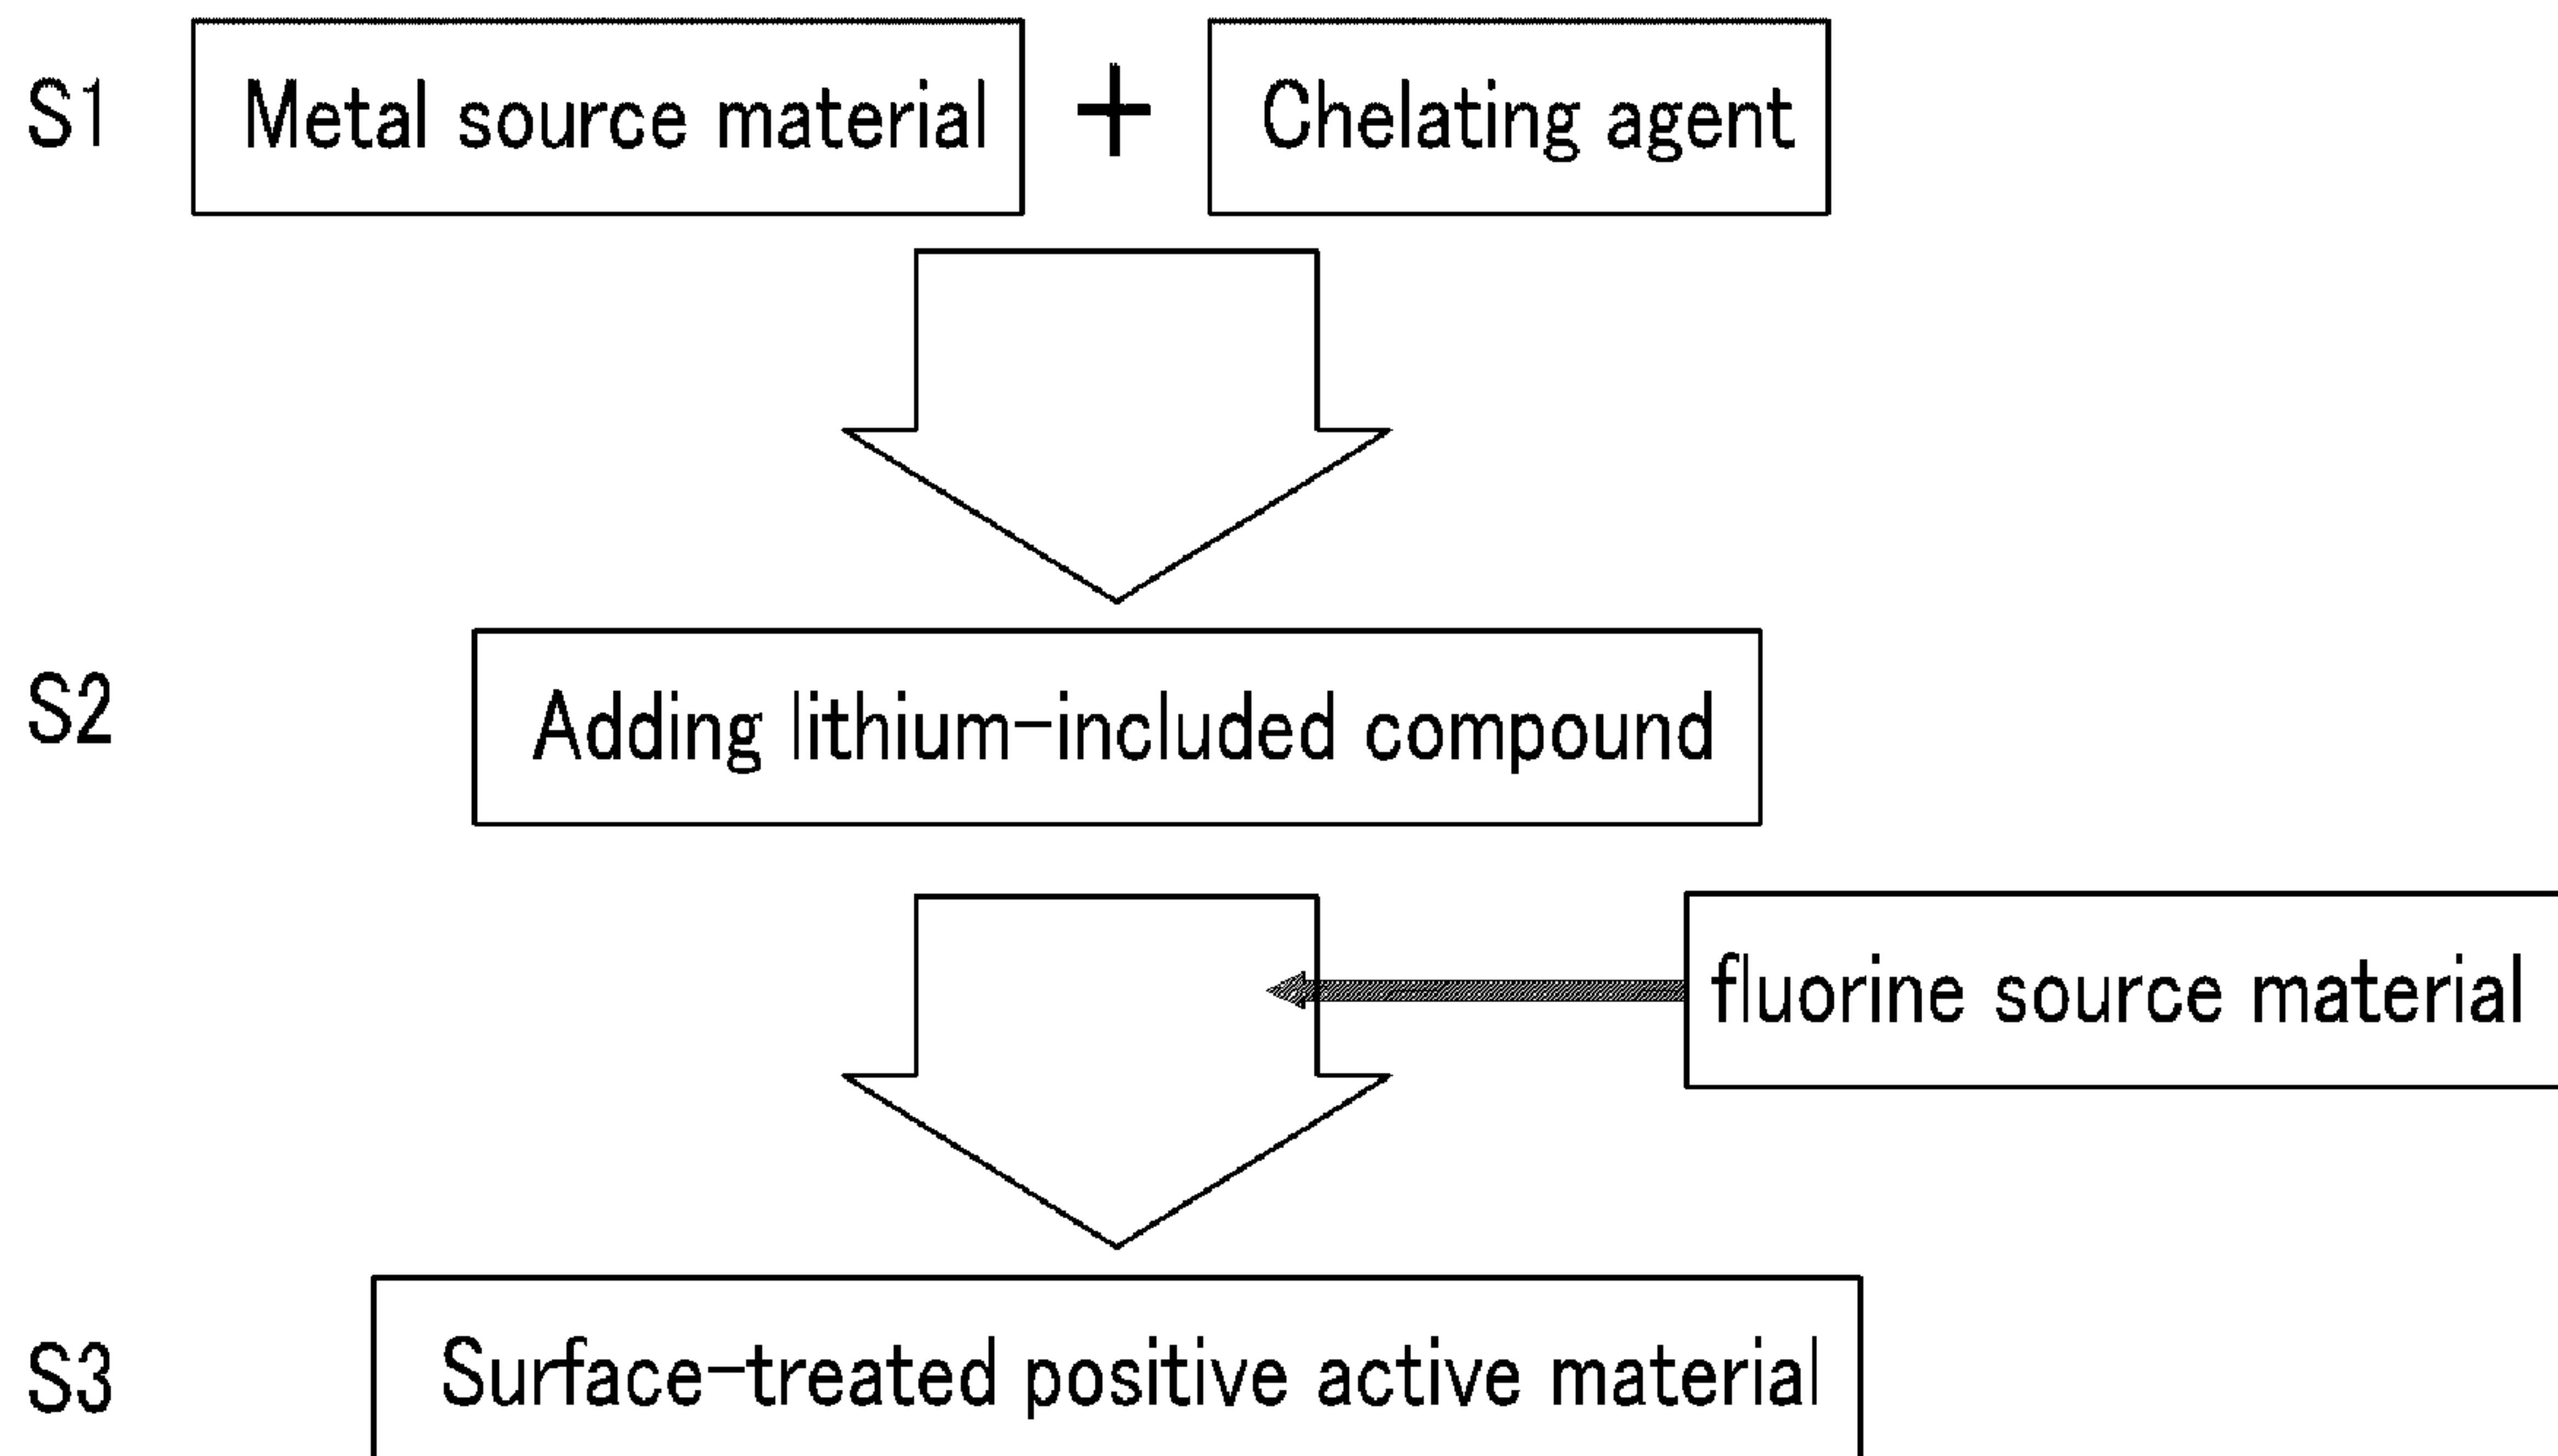 S1 Metal source material + Chelating agent
S2 Adding lithium-included compound
fluorine source material
S3 Surface-treated positive active material